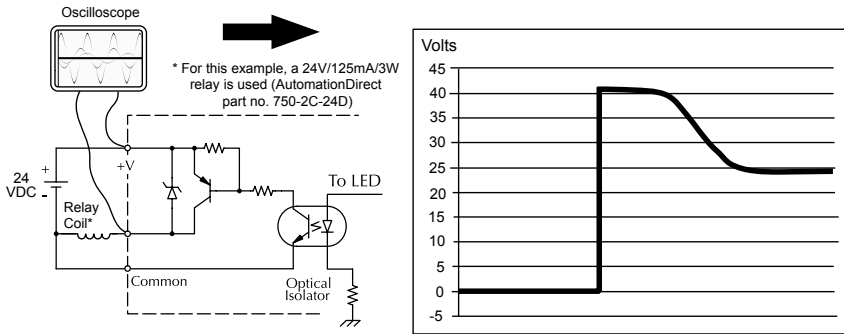 Oscilloscope
* For this example, a 24V/125mA/3W
relay is used (AutomationDirect
part no. 750-2C-24D)
+V
+
24
VDC
-
Relay
Coil*
To LED
Common
Optical
Isolator
Volts
45
40
35
30
25
20
15
10
5
0
-5